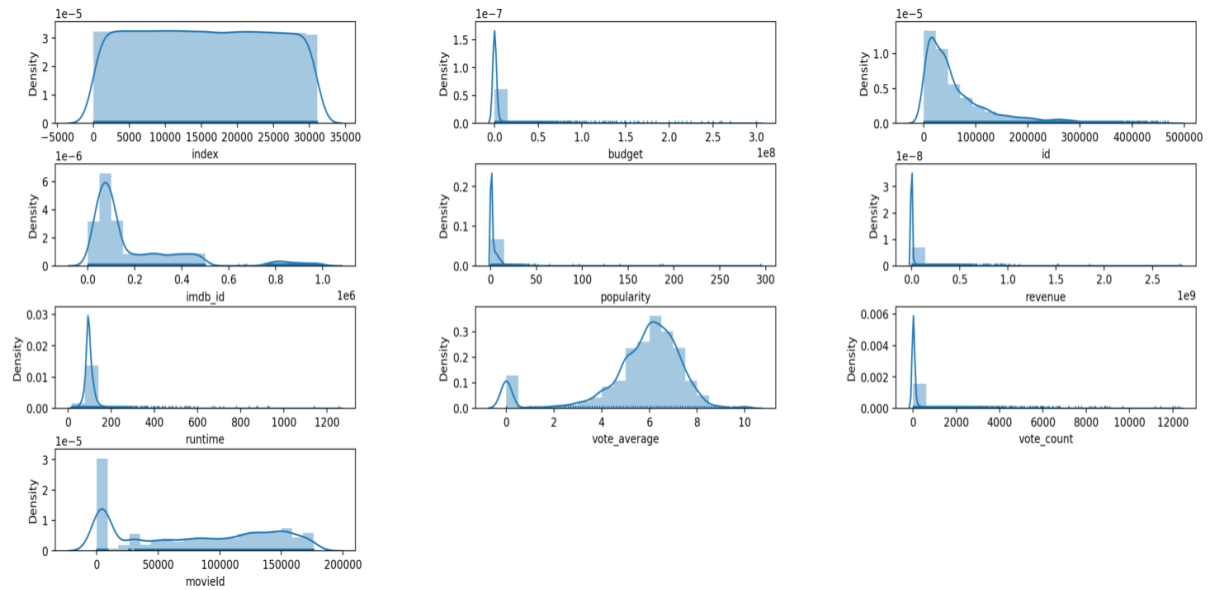 1e−5
Density
3
2
1
0
−5000 0 5000 10000 15000 20000 25000 30000 35000
index
1e−7
Density
1.5
1.0
0.5
0.0
0.0 0.5 1.0 1.5 2.0 2.5 3.0
budget
1e8
1e−5
Density
1.0
0.5
0.0
0 100000 200000 300000 400000 500000
id
1e−6
Density
6
4
2
0
0.0 0.2 0.4 0.6 0.8 1.0
imdb_id
1e6
Density
0.2
0.1
0.0
0 50 100 150 200 250 300
popularity
1e−8
Density
3
2
1
0
0.0 0.5 1.0 1.5 2.0 2.5
revenue
1e9
Density
0.03
0.02
0.01
0.00
0 200 400 600 800 1000 1200
runtime
Density
0.3
0.2
0.1
0.0
0 2 4 6 8 10
vote_average
Density
0.006
0.004
0.002
0.000
0 2000 4000 6000 8000 10000 12000
vote_count
1e−5
Density
3
2
1
0
0 50000 100000 150000 200000
movieId